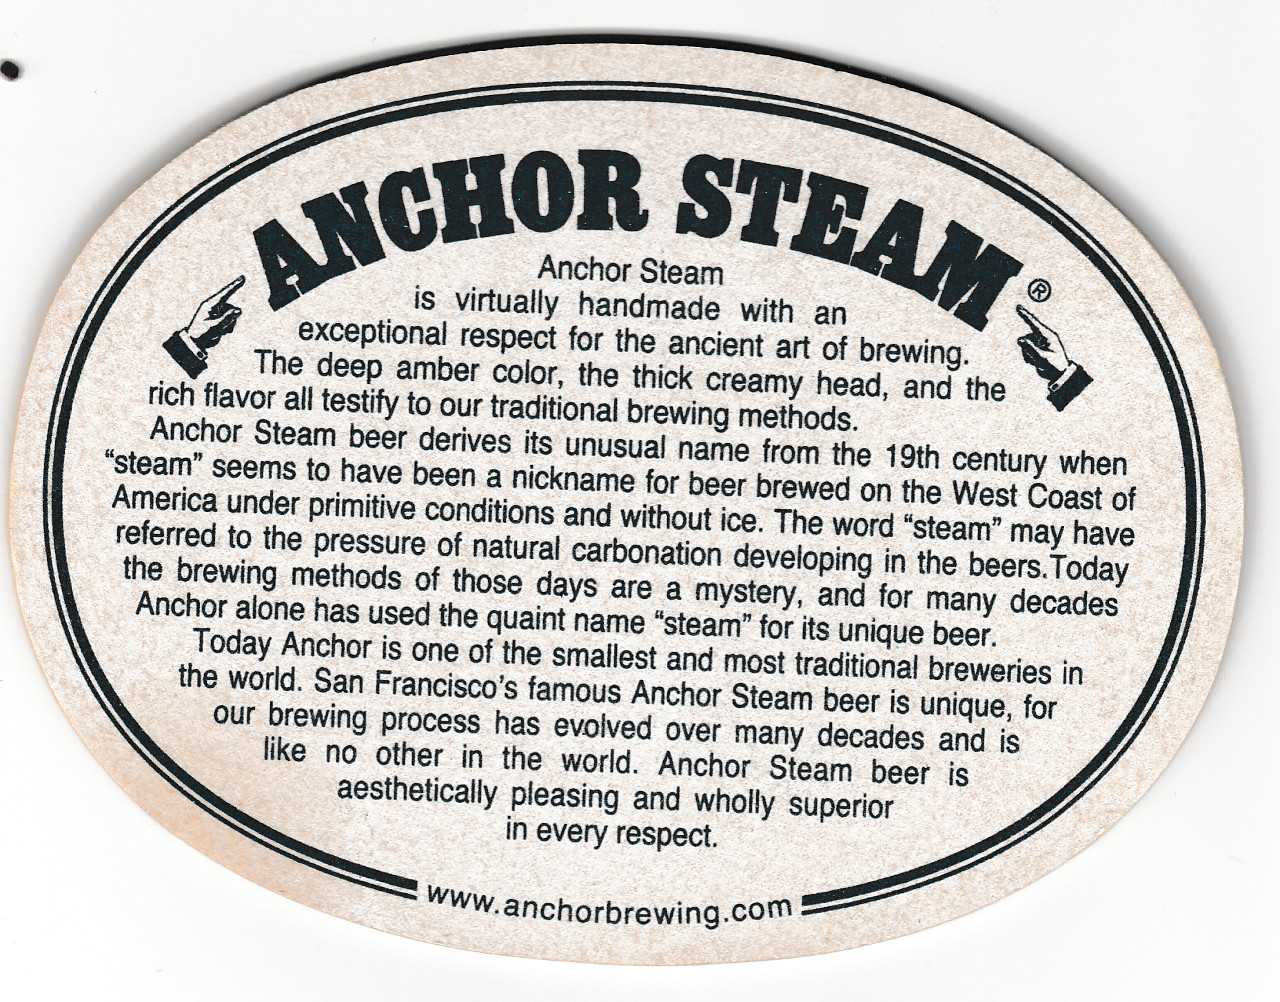 ANCHOR STEAM®
Anchor Steam
is virtually handmade with an
exceptional respect for the ancient art of brewing.
The deep amber color, the thick creamy head, and the
rich flavor all testify to our traditional brewing methods.
Anchor Steam beer derives its unusual name from the 19th century when
“steam” seems to have been a nickname for beer brewed on the West Coast of
America under primitive conditions and without ice. The word “steam” may have
referred to the pressure of natural carbonation developing in the beers.Today
the brewing methods of those days are a mystery, and for many decades
Anchor alone has used the quaint name “steam” for its unique beer.
Today Anchor is one of the smallest and most traditional breweries in
the world. San Francisco’s famous Anchor Steam beer is unique, for
our brewing process has evolved over many decades and is
like no other in the world. Anchor Steam beer is
aesthetically pleasing and wholly superior
in every respect.
www.anchorbrewing.com